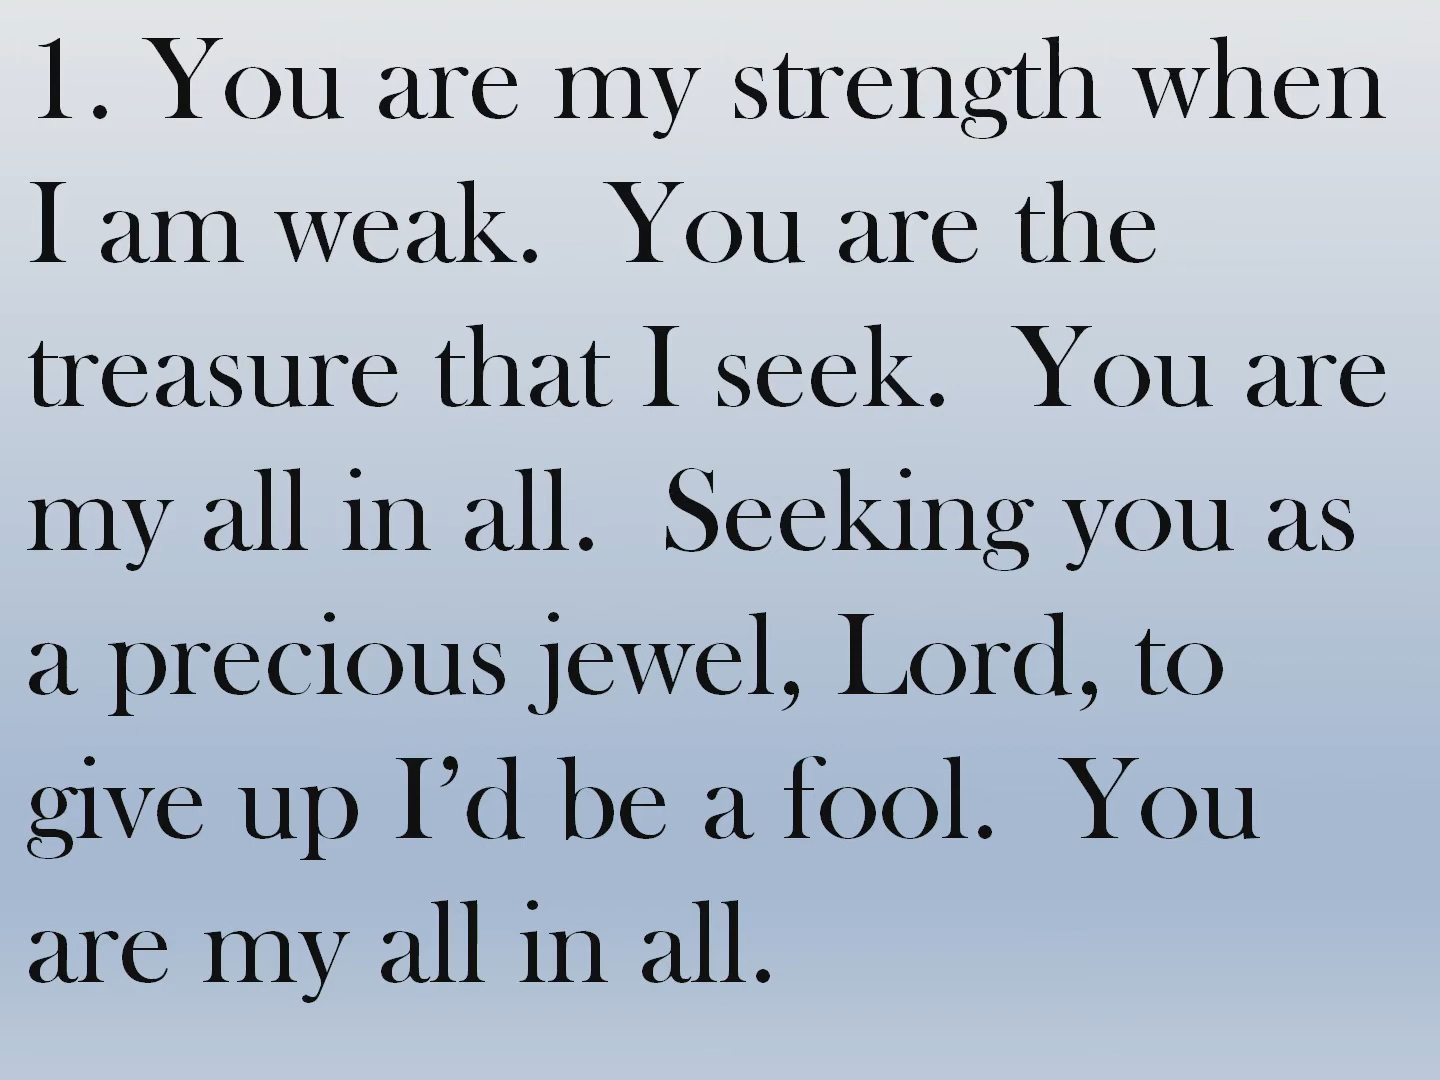 1. You are my strength when
I am weak.  You are the
treasure that I seek.  You are
my all in all.  Seeking you as
a precious jewel, Lord, to
give up I’d be a fool.  You
are my all in all.